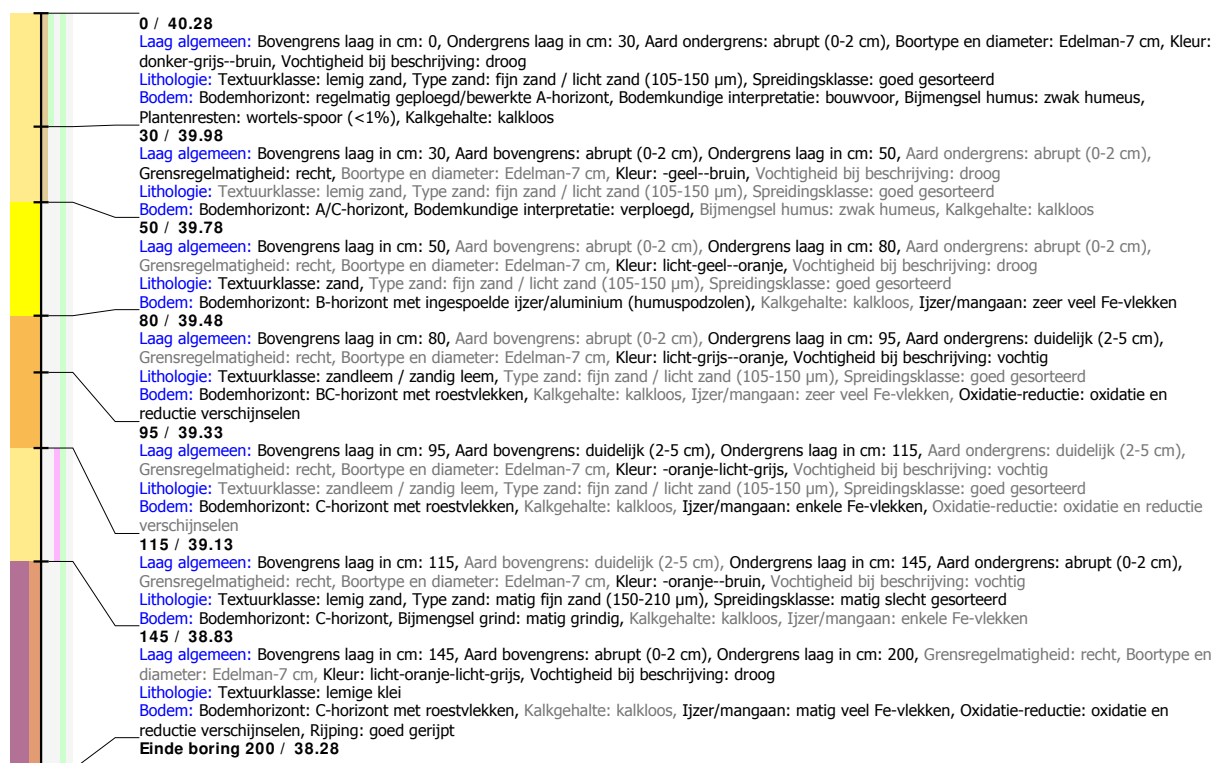 0 / 40.28
Laag algemeen: Bovengrens laag in cm: 0, Ondergrens laag in cm: 30, Aard ondergrens: abrupt (0-2 cm), Boortype en diameter: Edelman-7 cm, Kleur:
donker-grijs--bruin, Vochtigheid bij beschrijving: droog
Lithologie: Textuurklasse: lemig zand, Type zand: fijn zand / licht zand (105-150 μm), Spreidingsklasse: goed gesorteerd
Bodem: Bodemhorizont: regelmatig geploegd/bewerkte A-horizont, Bodemkundige interpretatie: bouwvoor, Bijmengsel humus: zwak humeus,
Plantenresten: wortels-spoor (<1%), Kalkgehalte: kalkloos
30 / 39.98
Laag algemeen: Bovengrens laag in cm: 30, Aard bovengrens: abrupt (0-2 cm), Ondergrens laag in cm: 50, Aard ondergrens: abrupt (0-2 cm),
Grensregelmatigheid: recht, Boortype en diameter: Edelman-7 cm, Kleur: -geel--bruin, Vochtigheid bij beschrijving: droog
Lithologie: Textuurklasse: lemig zand, Type zand: fijn zand / licht zand (105-150 μm), Spreidingsklasse: goed gesorteerd
Bodem: Bodemhorizont: A/C-horizont, Bodemkundige interpretatie: verploegd, Bijmengsel humus: zwak humeus, Kalkgehalte: kalkloos
50 / 39.78
Laag algemeen: Bovengrens laag in cm: 50, Aard bovengrens: abrupt (0-2 cm), Ondergrens laag in cm: 80, Aard ondergrens: abrupt (0-2 cm),
Grensregelmatigheid: recht, Boortype en diameter: Edelman-7 cm, Kleur: licht-geel--oranje, Vochtigheid bij beschrijving: droog
Lithologie: Textuurklasse: zand, Type zand: fijn zand / licht zand (105-150 μm), Spreidingsklasse: goed gesorteerd
Bodem: Bodemhorizont: B-horizont met ingespoelde ijzer/aluminium (humuspodzolen), Kalkgehalte: kalkloos, Ijzer/mangaan: zeer veel Fe-vlekken
80 / 39.48
Laag algemeen: Bovengrens laag in cm: 80, Aard bovengrens: abrupt (0-2 cm), Ondergrens laag in cm: 95, Aard ondergrens: duidelijk (2-5 cm),
Grensregelmatigheid: recht, Boortype en diameter: Edelman-7 cm, Kleur: licht-grijs--oranje, Vochtigheid bij beschrijving: vochtig
Lithologie: Textuurklasse: zandleem / zandig leem, Type zand: fijn zand / licht zand (105-150 μm), Spreidingsklasse: goed gesorteerd
Bodem: Bodemhorizont: BC-horizont met roestvlekken, Kalkgehalte: kalkloos, Ijzer/mangaan: zeer veel Fe-vlekken, Oxidatie-reductie: oxidatie en
reductie verschijnselen
95 / 39.33
Laag algemeen: Bovengrens laag in cm: 95, Aard bovengrens: duidelijk (2-5 cm), Ondergrens laag in cm: 115, Aard ondergrens: duidelijk (2-5 cm),
Grensregelmatigheid: recht, Boortype en diameter: Edelman-7 cm, Kleur: -oranje-licht-grijs, Vochtigheid bij beschrijving: vochtig
Lithologie: Textuurklasse: zandleem / zandig leem, Type zand: fijn zand / licht zand (105-150 μm), Spreidingsklasse: goed gesorteerd
Bodem: Bodemhorizont: C-horizont met roestvlekken, Kalkgehalte: kalkloos, Ijzer/mangaan: enkele Fe-vlekken, Oxidatie-reductie: oxidatie en reductie
verschijnselen
115 / 39.13
Laag algemeen: Bovengrens laag in cm: 115, Aard bovengrens: duidelijk (2-5 cm), Ondergrens laag in cm: 145, Aard ondergrens: abrupt (0-2 cm),
Grensregelmatigheid: recht, Boortype en diameter: Edelman-7 cm, Kleur: -oranje--bruin, Vochtigheid bij beschrijving: vochtig
Lithologie: Textuurklasse: lemig zand, Type zand: matig fijn zand (150-210 μm), Spreidingsklasse: matig slecht gesorteerd
Bodem: Bodemhorizont: C-horizont, Bijmengsel grind: matig grindig, Kalkgehalte: kalkloos, Ijzer/mangaan: enkele Fe-vlekken
145 / 38.83
Laag algemeen: Bovengrens laag in cm: 145, Aard bovengrens: abrupt (0-2 cm), Ondergrens laag in cm: 200, Grensregelmatigheid: recht, Boortype en
diameter: Edelman-7 cm, Kleur: licht-oranje-licht-grijs, Vochtigheid bij beschrijving: droog
Lithologie: Textuurklasse: lemige klei
Bodem: Bodemhorizont: C-horizont met roestvlekken, Kalkgehalte: kalkloos, Ijzer/mangaan: matig veel Fe-vlekken, Oxidatie-reductie: oxidatie en
reductie verschijnselen, Rijping: goed gerijpt
Einde boring 200 / 38.28